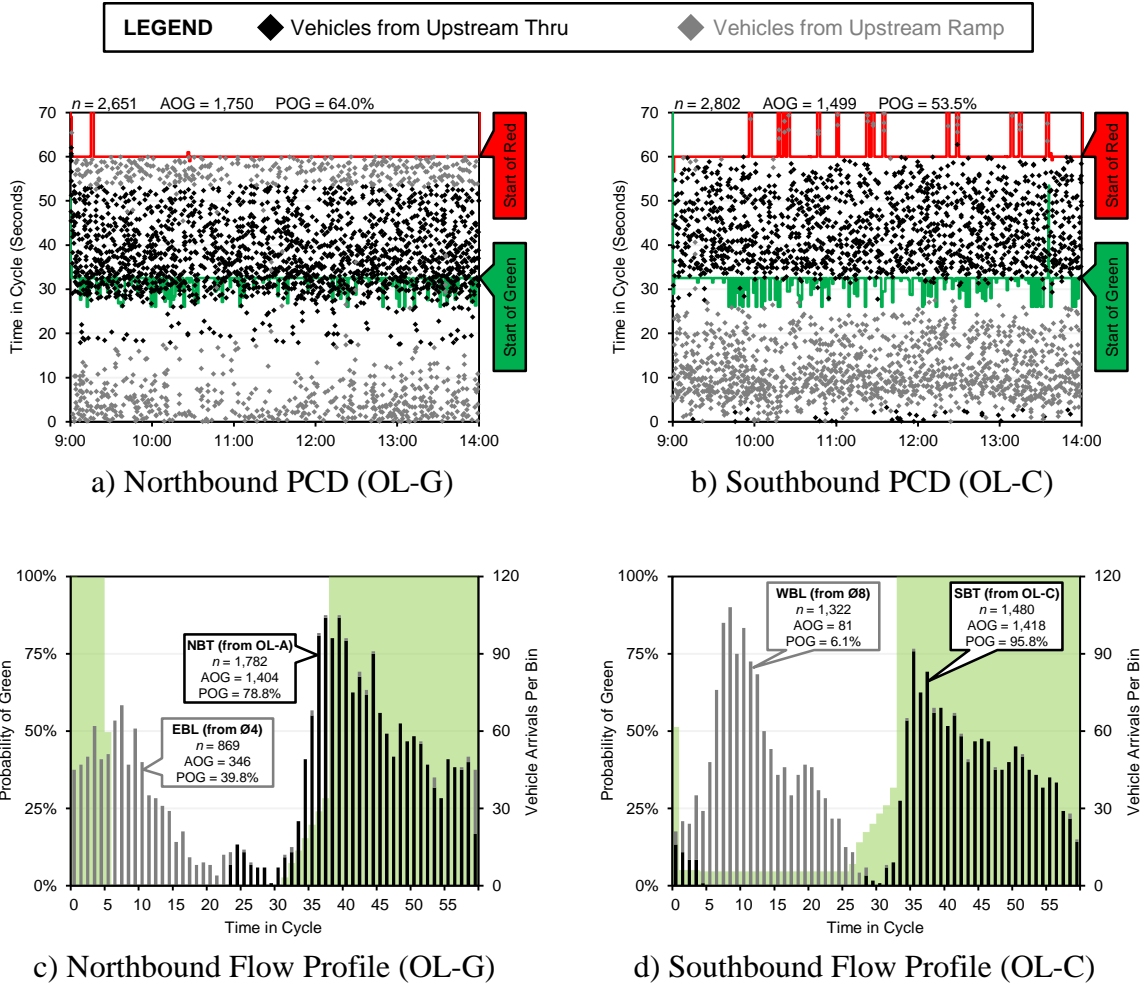 LEGEND Vehicles from Upstream Thru Vehicles from Upstream Ramp
n = 2,651 AOG = 1,750 POG = 64.0%
70
60
50
40
30
20
10
0
Time in Cycle (Seconds)
9:00 10:00 11:00 12:00 13:00 14:00
Start of Red
Start of Green
a) Northbound PCD (OL-G)
n = 2,802 AOG = 1,499 POG = 53.5%
70
60
50
40
30
20
10
0
Time in Cycle (Seconds)
9:00 10:00 11:00 12:00 13:00 14:00
Start of Red
Start of Green
b) Southbound PCD (OL-C)
100%
75%
50%
25%
0%
Probability of Green
120
90
60
30
0
Vehicle Arrivals Per Bin
NBT (from OL-A)
n = 1,782
AOG = 1,404
POG = 78.8%
EBL (from Ø4)
n = 869
AOG = 346
POG = 39.8%
0 5 10 15 20 25 30 35 40 45 50 55
Time in Cycle
c) Northbound Flow Profile (OL-G)
100%
75%
50%
25%
0%
Probability of Green
120
90
60
30
0
Vehicle Arrivals Per Bin
WBL (from Ø8)
n = 1,322
AOG = 81
POG = 6.1%
SBT (from OL-C)
n = 1,480
AOG = 1,418
POG = 95.8%
0 5 10 15 20 25 30 35 40 45 50 55
Time in Cycle
d) Southbound Flow Profile (OL-C)